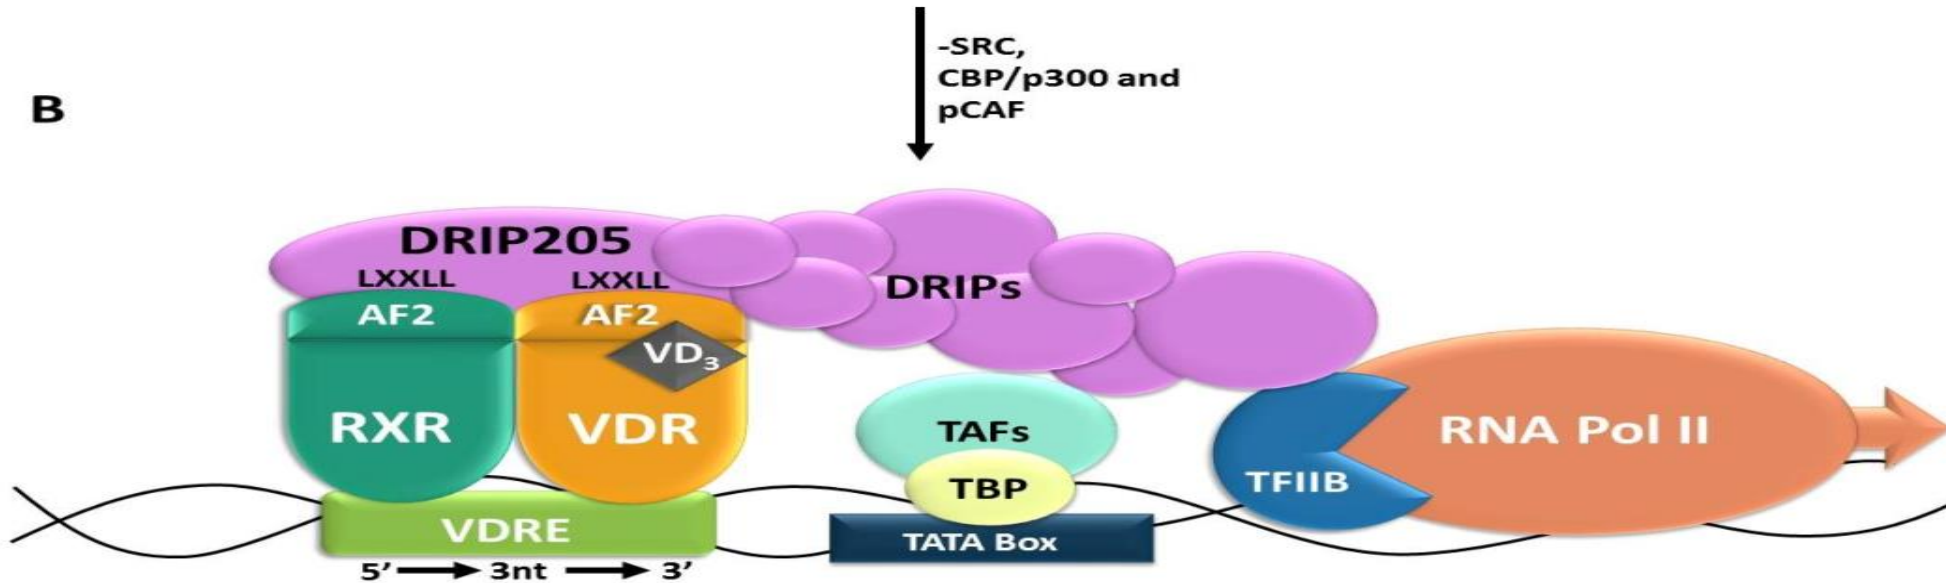 -SRC,
CBP/p300 and
pCAF
B
DRIP205
LXXLL LXXLL
DRIPs
AF2 AF2
VD₃
RXR VDR
TAFs
RNA Pol II
TBP
TFIIB
VDRE
TATA Box
5’ 3nt 3’